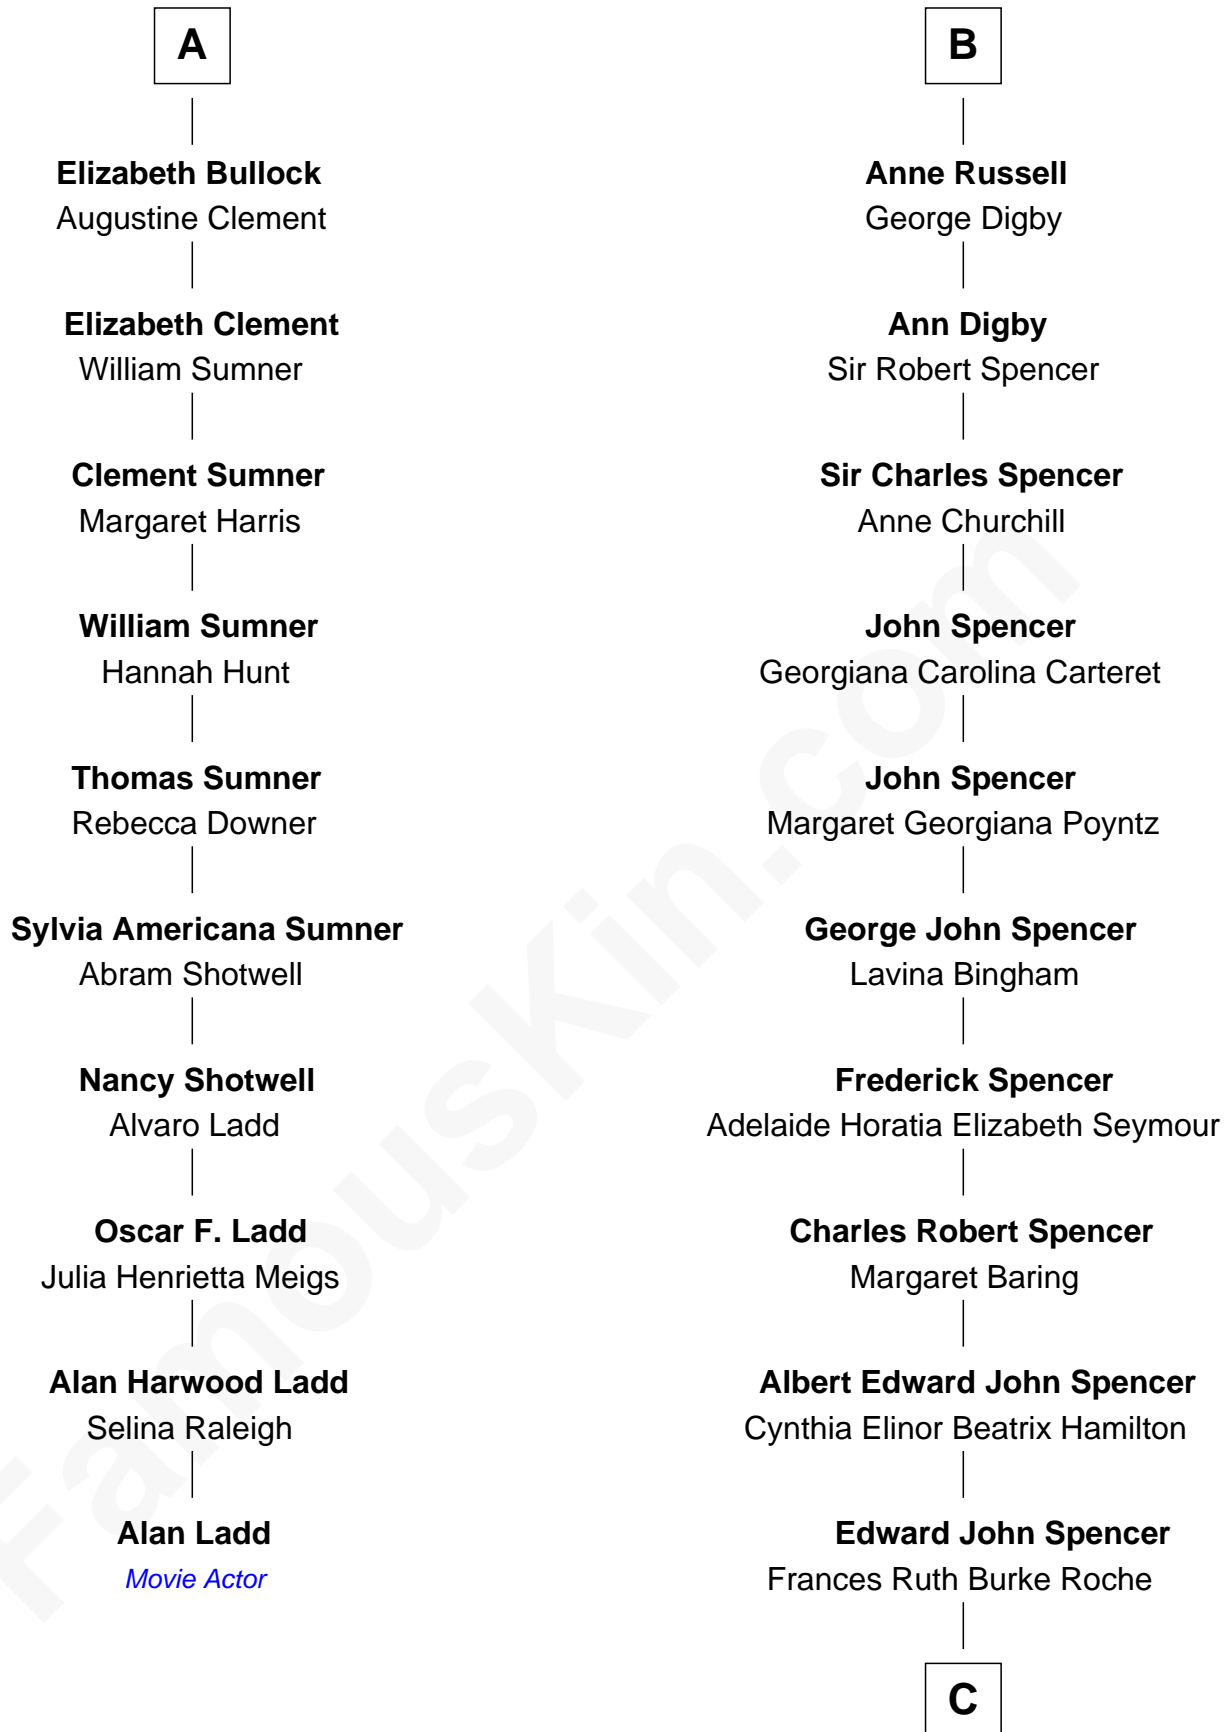 A
Elizabeth Bullock
Augustine Clement
Elizabeth Clement
William Sumner
Clement Sumner
Margaret Harris
William Sumner
Hannah Hunt
Thomas Sumner
Rebecca Downer
Sylvia Americana Sumner
Abram Shotwell
Nancy Shotwell
Alvaro Ladd
Oscar F. Ladd
Julia Henrietta Meigs
Alan Harwood Ladd
Selina Raleigh
Alan Ladd
Movie Actor
B
Anne Russell
George Digby
Ann Digby
Sir Robert Spencer
Sir Charles Spencer
Anne Churchill
John Spencer
Georgiana Carolina Carteret
John Spencer
Margaret Georgiana Poyntz
George John Spencer
Lavina Bingham
Frederick Spencer
Adelaide Horatia Elizabeth Seymour
Charles Robert Spencer
Margaret Baring
Albert Edward John Spencer
Cynthia Elinor Beatrix Hamilton
Edward John Spencer
Frances Ruth Burke Roche
C
FamousKin.com